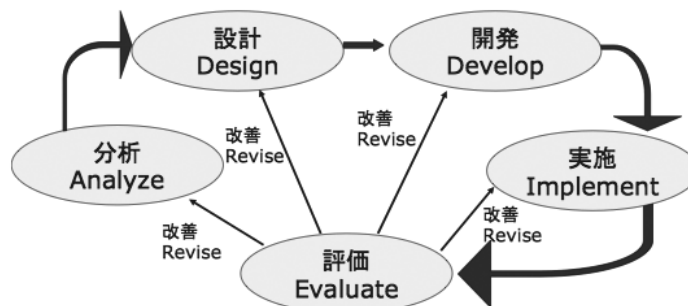 設計
Design
開発
Develop
分析
Analyze
改善
Revise
改善
Revise
実施
Implement
改善
Revise
改善
Revise
評価
Evaluate